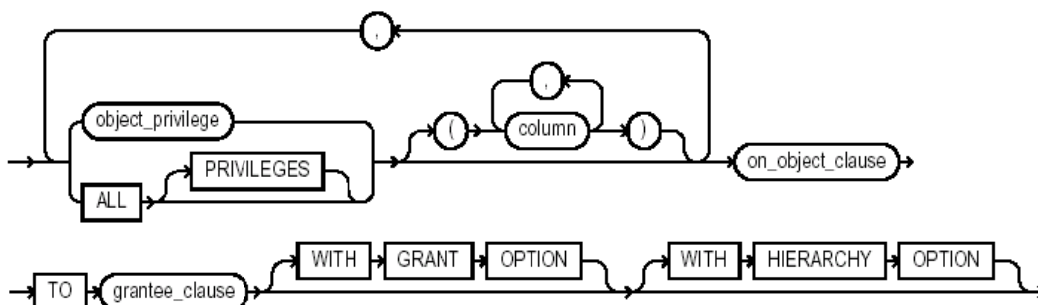 ,
,
object_privilege ( column )
PRIVILEGES on_object_clause
ALL
WITH GRANT OPTION WITH HIERARCHY OPTION
TO grantee_clause